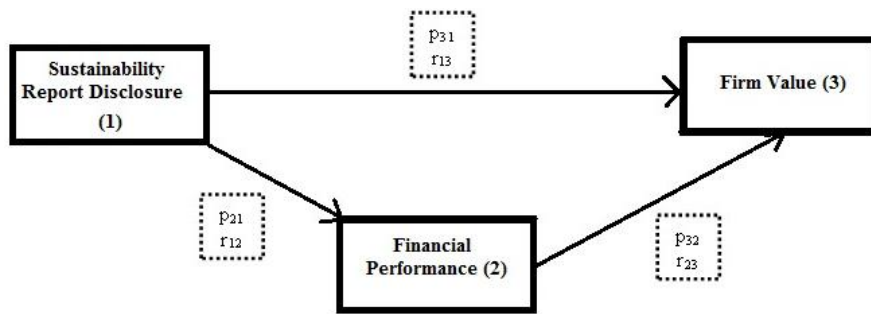 Sustainability
Report Disclosure
(1)
p31
r13
Firm Value (3)
p21
r12
Financial
Performance (2)
p32
r23